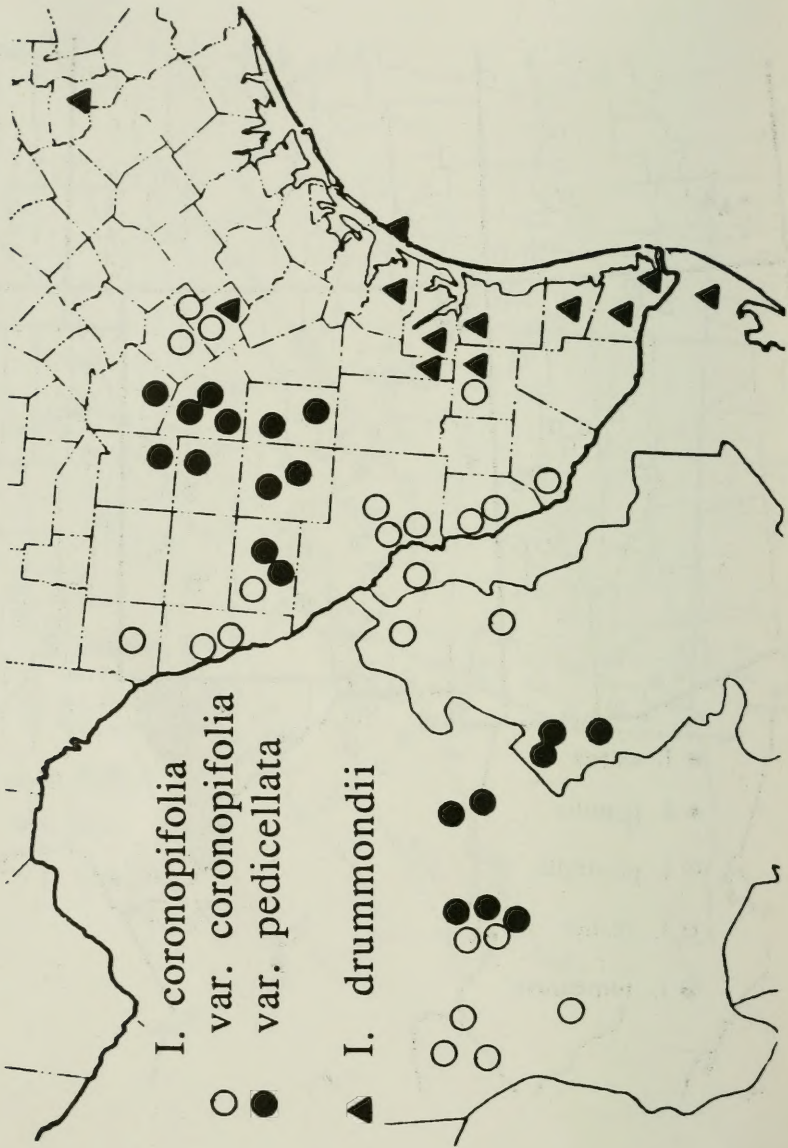 I. coronopifolia
var. coronopifolia
var. pedicellata
I. drummondii